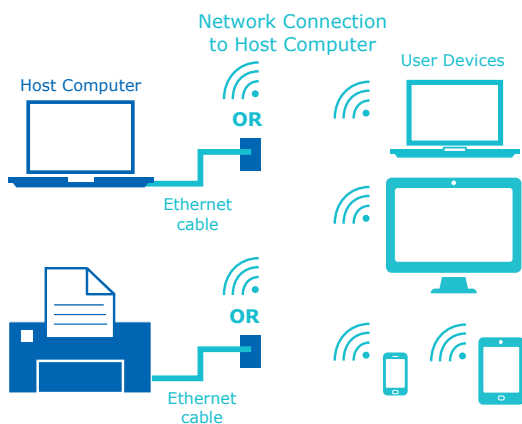 Network Connection
to Host Computer
User Devices
Host Computer
OR
Ethernet
cable
OR
Ethernet
cable